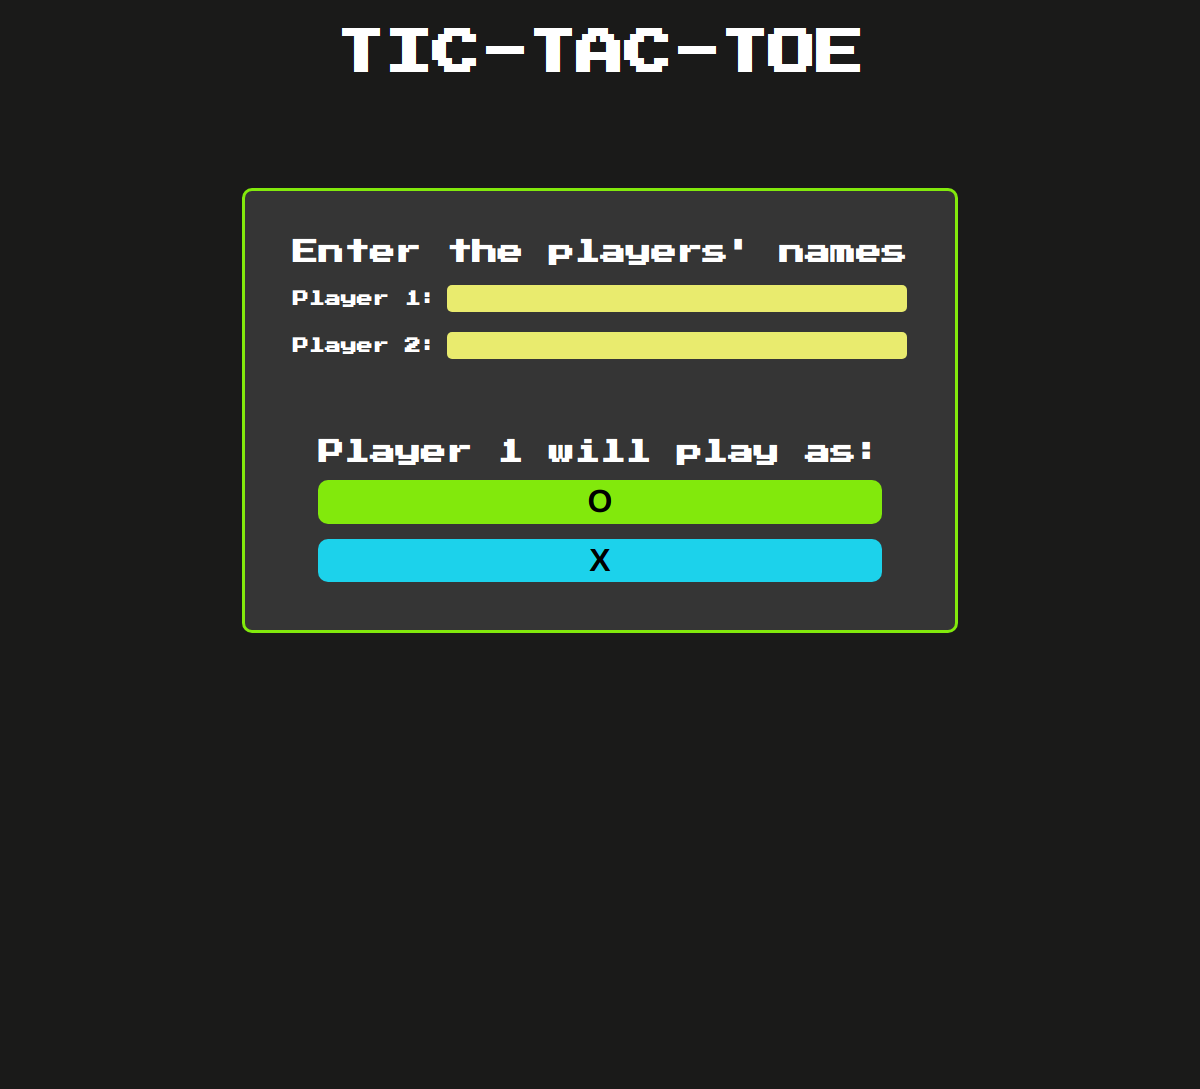 TIC-TAC-TOE
Enter the players' names
Player 1:
Player 2:
Player 1 will play as:
O
X